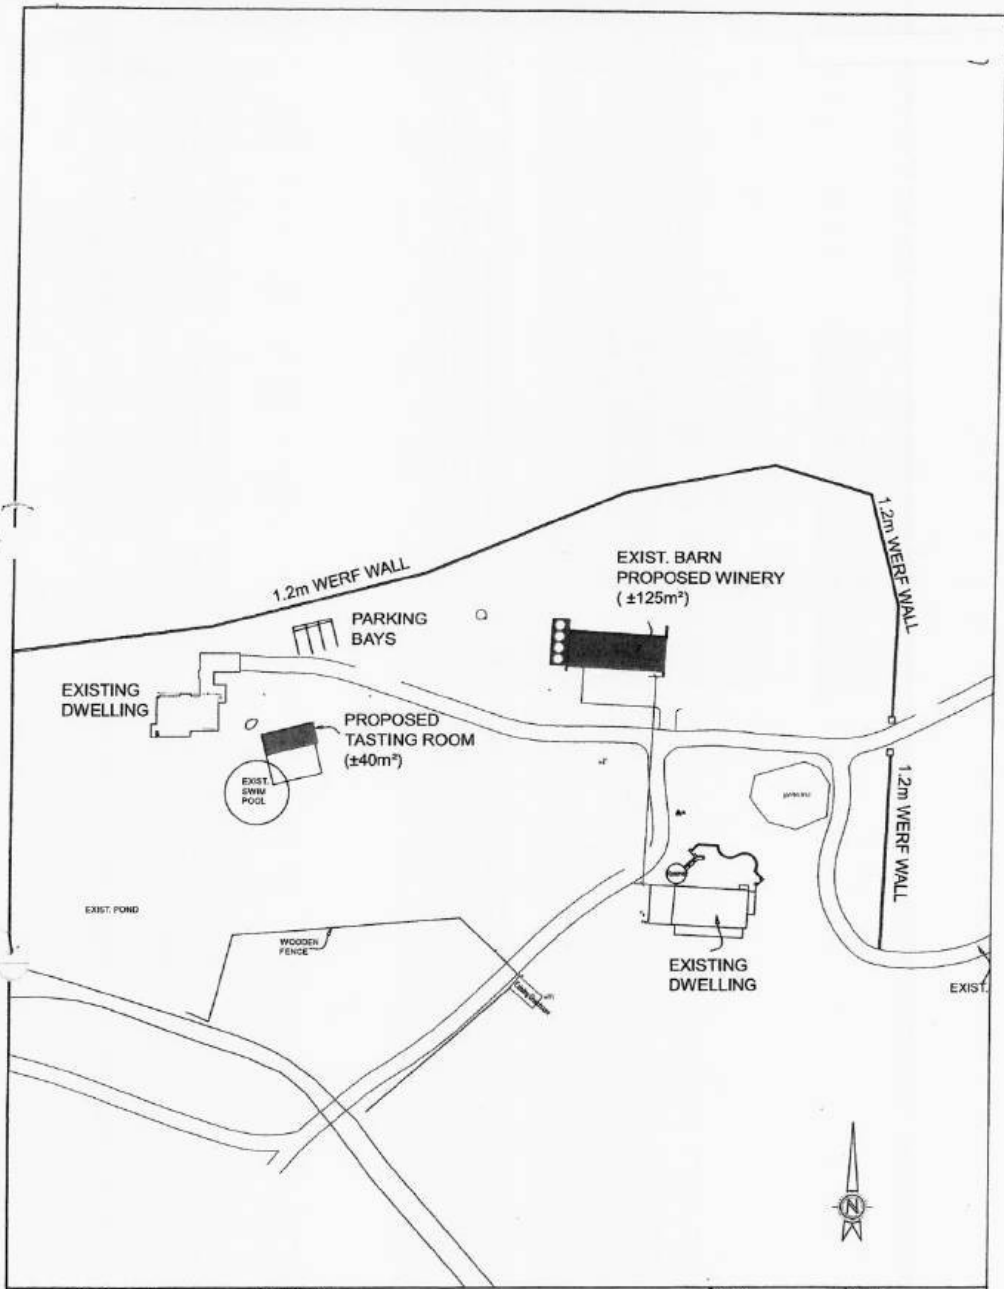 1.2m WERF WALL
1.2m WERF WALL
EXIST. BARN
PROPOSED WINERY
( ±125m²)
PARKING
BAYS
EXISTING
DWELLING
PROPOSED
TASTING ROOM
(±40m²)
EXIST.
SWIM
POOL
1.2m WERF WALL
EXIST. POND
WOODEN
FENCE
EXISTING
DWELLING
EXIST.
N